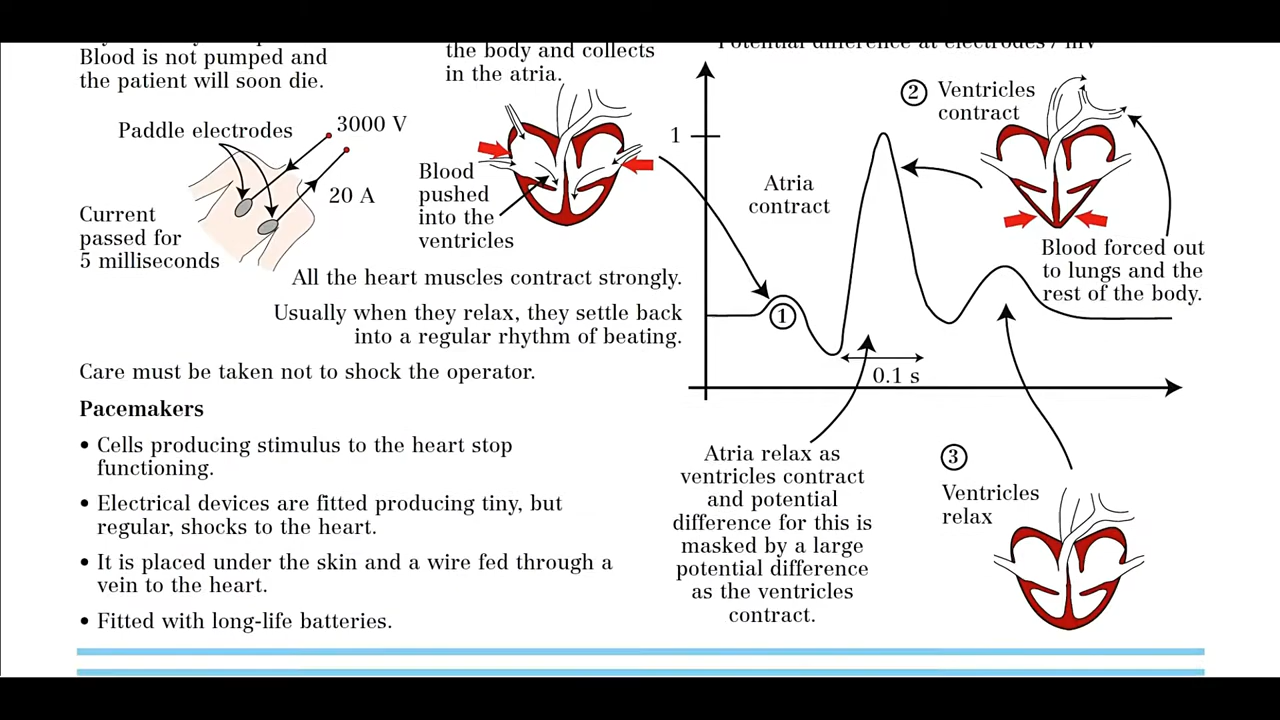 Blood is not pumped and
the patient will soon die.
the body and collects
in the atria.
Potential difference at electrodes / mV
Paddle electrodes
3000 V
20 A
Current
passed for
5 milliseconds
Blood
pushed
into the
ventricles
All the heart muscles contract strongly.
Usually when they relax, they settle back
into a regular rhythm of beating.
Care must be taken not to shock the operator.
Pacemakers
• Cells producing stimulus to the heart stop
functioning.
• Electrical devices are fitted producing tiny, but
regular, shocks to the heart.
• It is placed under the skin and a wire fed through a
vein to the heart.
• Fitted with long-life batteries.
1
Atria
contract
1
2 Ventricles
contract
Blood forced out
to lungs and the
rest of the body.
0.1 s
Atria relax as
ventricles contract
and potential
difference for this is
masked by a large
potential difference
as the ventricles
contract.
3
Ventricles
relax